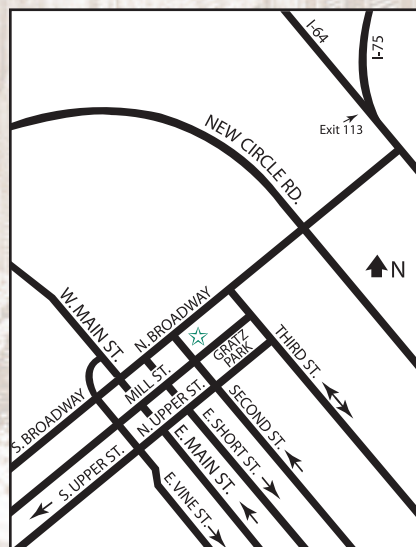 I-64
I-75
Exit 113
NEW CIRCLE RD.
N
W. MAIN ST.
N. BROADWAY
GRATZ
PARK
THIRD ST.
MILL ST.
S. BROADWAY
N. UPPER ST.
SECOND ST.
E. SHORT ST.
E. MAIN ST.
S. UPPER ST.
E. VINE ST.